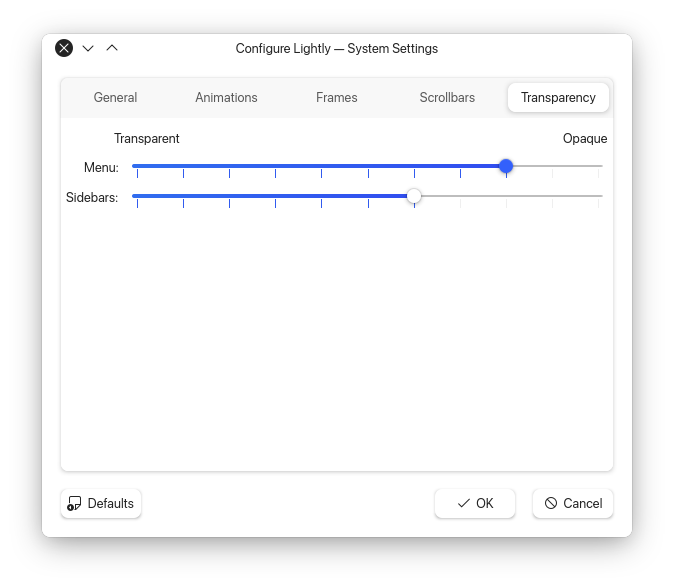 Configure Lightly — System Settings
General Animations Frames Scrollbars Transparency
Transparent Opaque
Menu:
Sidebars:
Defaults OK Cancel